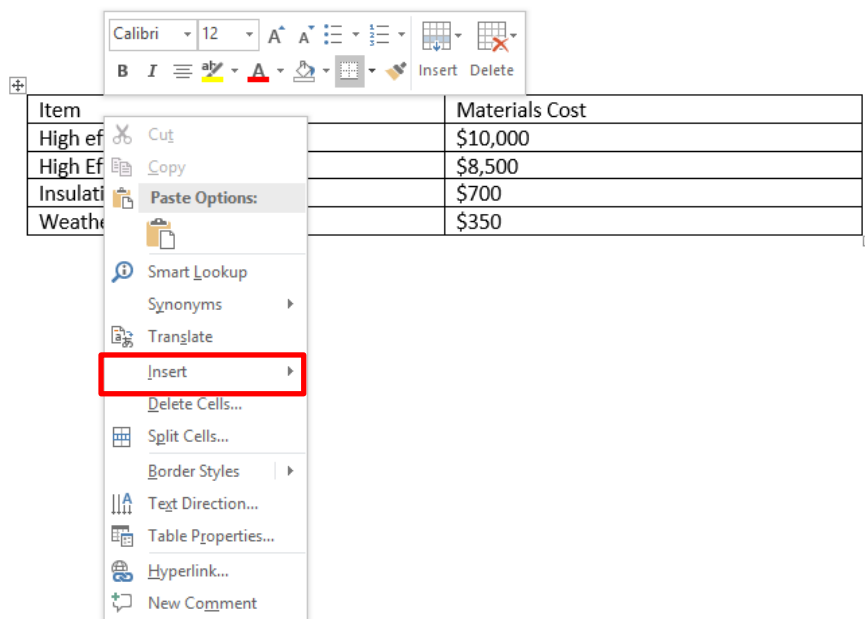 Calibri 12
B I Insert Delete
Item Materials Cost
High ef $10,000
High Ef $8,500
Insulati $700
Weathe $350
Cut
Copy
Paste Options:
Smart Lookup
Synonyms
Translate
Insert
Delete Cells...
Split Cells...
Border Styles
Text Direction...
Table Properties...
Hyperlink...
New Comment